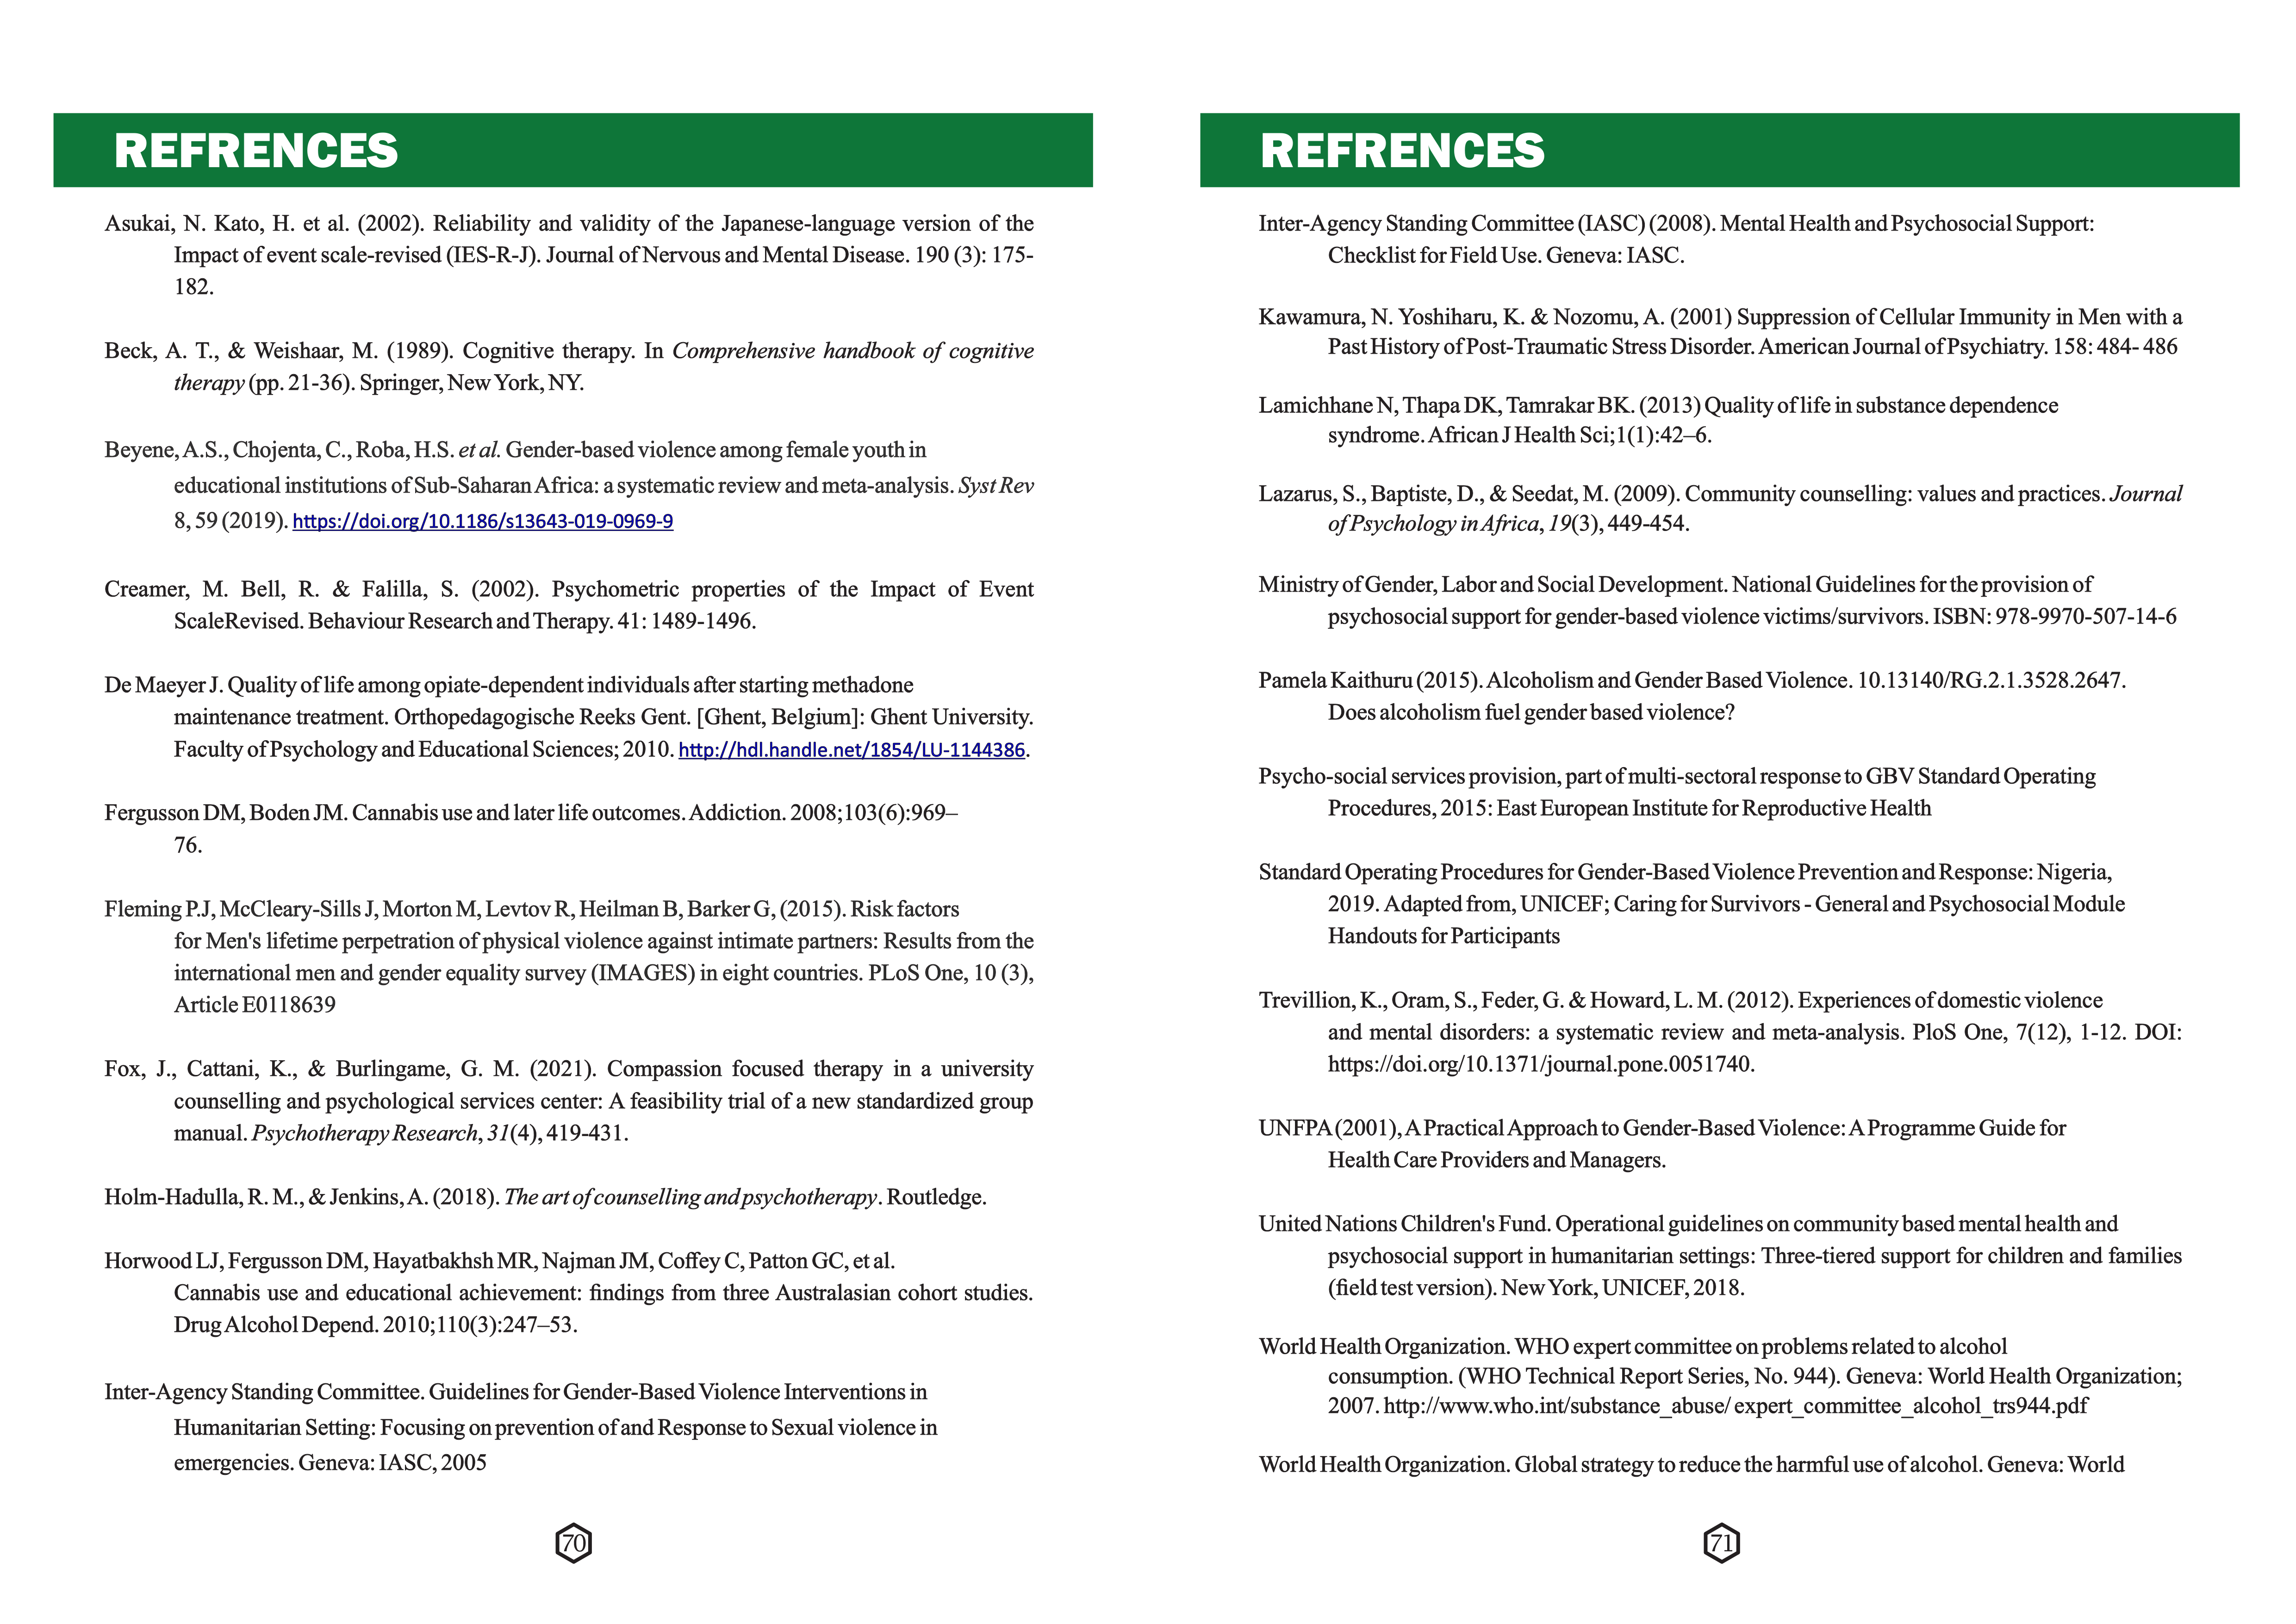 REFRENCES
Asukai, N. Kato, H. et al. (2002). Reliability and validity of the Japanese-language version of the
Impact of event scale-revised (IES-R-J). Journal of Nervous and Mental Disease. 190 (3): 175-
182.
Beck, A. T., & Weishaar, M. (1989). Cognitive therapy. In Comprehensive handbook of cognitive
therapy (pp. 21-36). Springer, New York, NY.
Beyene, A.S., Chojenta, C., Roba, H.S. et al. Gender-based violence among female youth in
educational institutions of Sub-Saharan Africa: a systematic review and meta-analysis. Syst Rev
8, 59 (2019). https://doi.org/10.1186/s13643-019-0969-9
Creamer, M. Bell, R. & Falilla, S. (2002). Psychometric properties of the Impact of Event
ScaleRevised. Behaviour Research and Therapy. 41: 1489-1496.
De Maeyer J. Quality of life among opiate-dependent individuals after starting methadone
maintenance treatment. Orthopedagogische Reeks Gent. [Ghent, Belgium]: Ghent University.
Faculty of Psychology and Educational Sciences; 2010. http://hdl.handle.net/1854/LU-1144386.
Fergusson DM, Boden JM. Cannabis use and later life outcomes. Addiction. 2008;103(6):969–
76.
Fleming P.J, McCleary-Sills J, Morton M, Levtov R, Heilman B, Barker G, (2015). Risk factors
for Men's lifetime perpetration of physical violence against intimate partners: Results from the
international men and gender equality survey (IMAGES) in eight countries. PLoS One, 10 (3),
Article E0118639
Fox, J., Cattani, K., & Burlingame, G. M. (2021). Compassion focused therapy in a university
counselling and psychological services center: A feasibility trial of a new standardized group
manual. Psychotherapy Research, 31(4), 419-431.
Holm-Hadulla, R. M., & Jenkins, A. (2018). The art of counselling and psychotherapy. Routledge.
Horwood LJ, Fergusson DM, Hayatbakhsh MR, Najman JM, Coffey C, Patton GC, et al.
Cannabis use and educational achievement: findings from three Australasian cohort studies.
Drug Alcohol Depend. 2010;110(3):247–53.
Inter-Agency Standing Committee. Guidelines for Gender-Based Violence Interventions in
Humanitarian Setting: Focusing on prevention of and Response to Sexual violence in
emergencies. Geneva: IASC, 2005
70
REFRENCES
Inter-Agency Standing Committee (IASC) (2008). Mental Health and Psychosocial Support:
Checklist for Field Use. Geneva: IASC.
Kawamura, N. Yoshiharu, K. & Nozomu, A. (2001) Suppression of Cellular Immunity in Men with a
Past History of Post-Traumatic Stress Disorder. American Journal of Psychiatry. 158: 484- 486
Lamichhane N, Thapa DK, Tamrakar BK. (2013) Quality of life in substance dependence
syndrome. African J Health Sci;1(1):42–6.
Lazarus, S., Baptiste, D., & Seedat, M. (2009). Community counselling: values and practices. Journal
of Psychology in Africa, 19(3), 449-454.
Ministry of Gender, Labor and Social Development. National Guidelines for the provision of
psychosocial support for gender-based violence victims/survivors. ISBN: 978-9970-507-14-6
Pamela Kaithuru (2015). Alcoholism and Gender Based Violence. 10.13140/RG.2.1.3528.2647.
Does alcoholism fuel gender based violence?
Psycho-social services provision, part of multi-sectoral response to GBV Standard Operating
Procedures, 2015: East European Institute for Reproductive Health
Standard Operating Procedures for Gender-Based Violence Prevention and Response: Nigeria,
2019. Adapted from, UNICEF; Caring for Survivors - General and Psychosocial Module
Handouts for Participants
Trevillion, K., Oram, S., Feder, G. & Howard, L. M. (2012). Experiences of domestic violence
and mental disorders: a systematic review and meta-analysis. PloS One, 7(12), 1-12. DOI:
https://doi.org/10.1371/journal.pone.0051740.
UNFPA (2001), A Practical Approach to Gender-Based Violence: A Programme Guide for
Health Care Providers and Managers.
United Nations Children's Fund. Operational guidelines on community based mental health and
psychosocial support in humanitarian settings: Three-tiered support for children and families
(field test version). New York, UNICEF, 2018.
World Health Organization. WHO expert committee on problems related to alcohol
consumption. (WHO Technical Report Series, No. 944). Geneva: World Health Organization;
2007. http://www.who.int/substance_abuse/ expert_committee_alcohol_trs944.pdf
World Health Organization. Global strategy to reduce the harmful use of alcohol. Geneva: World
71